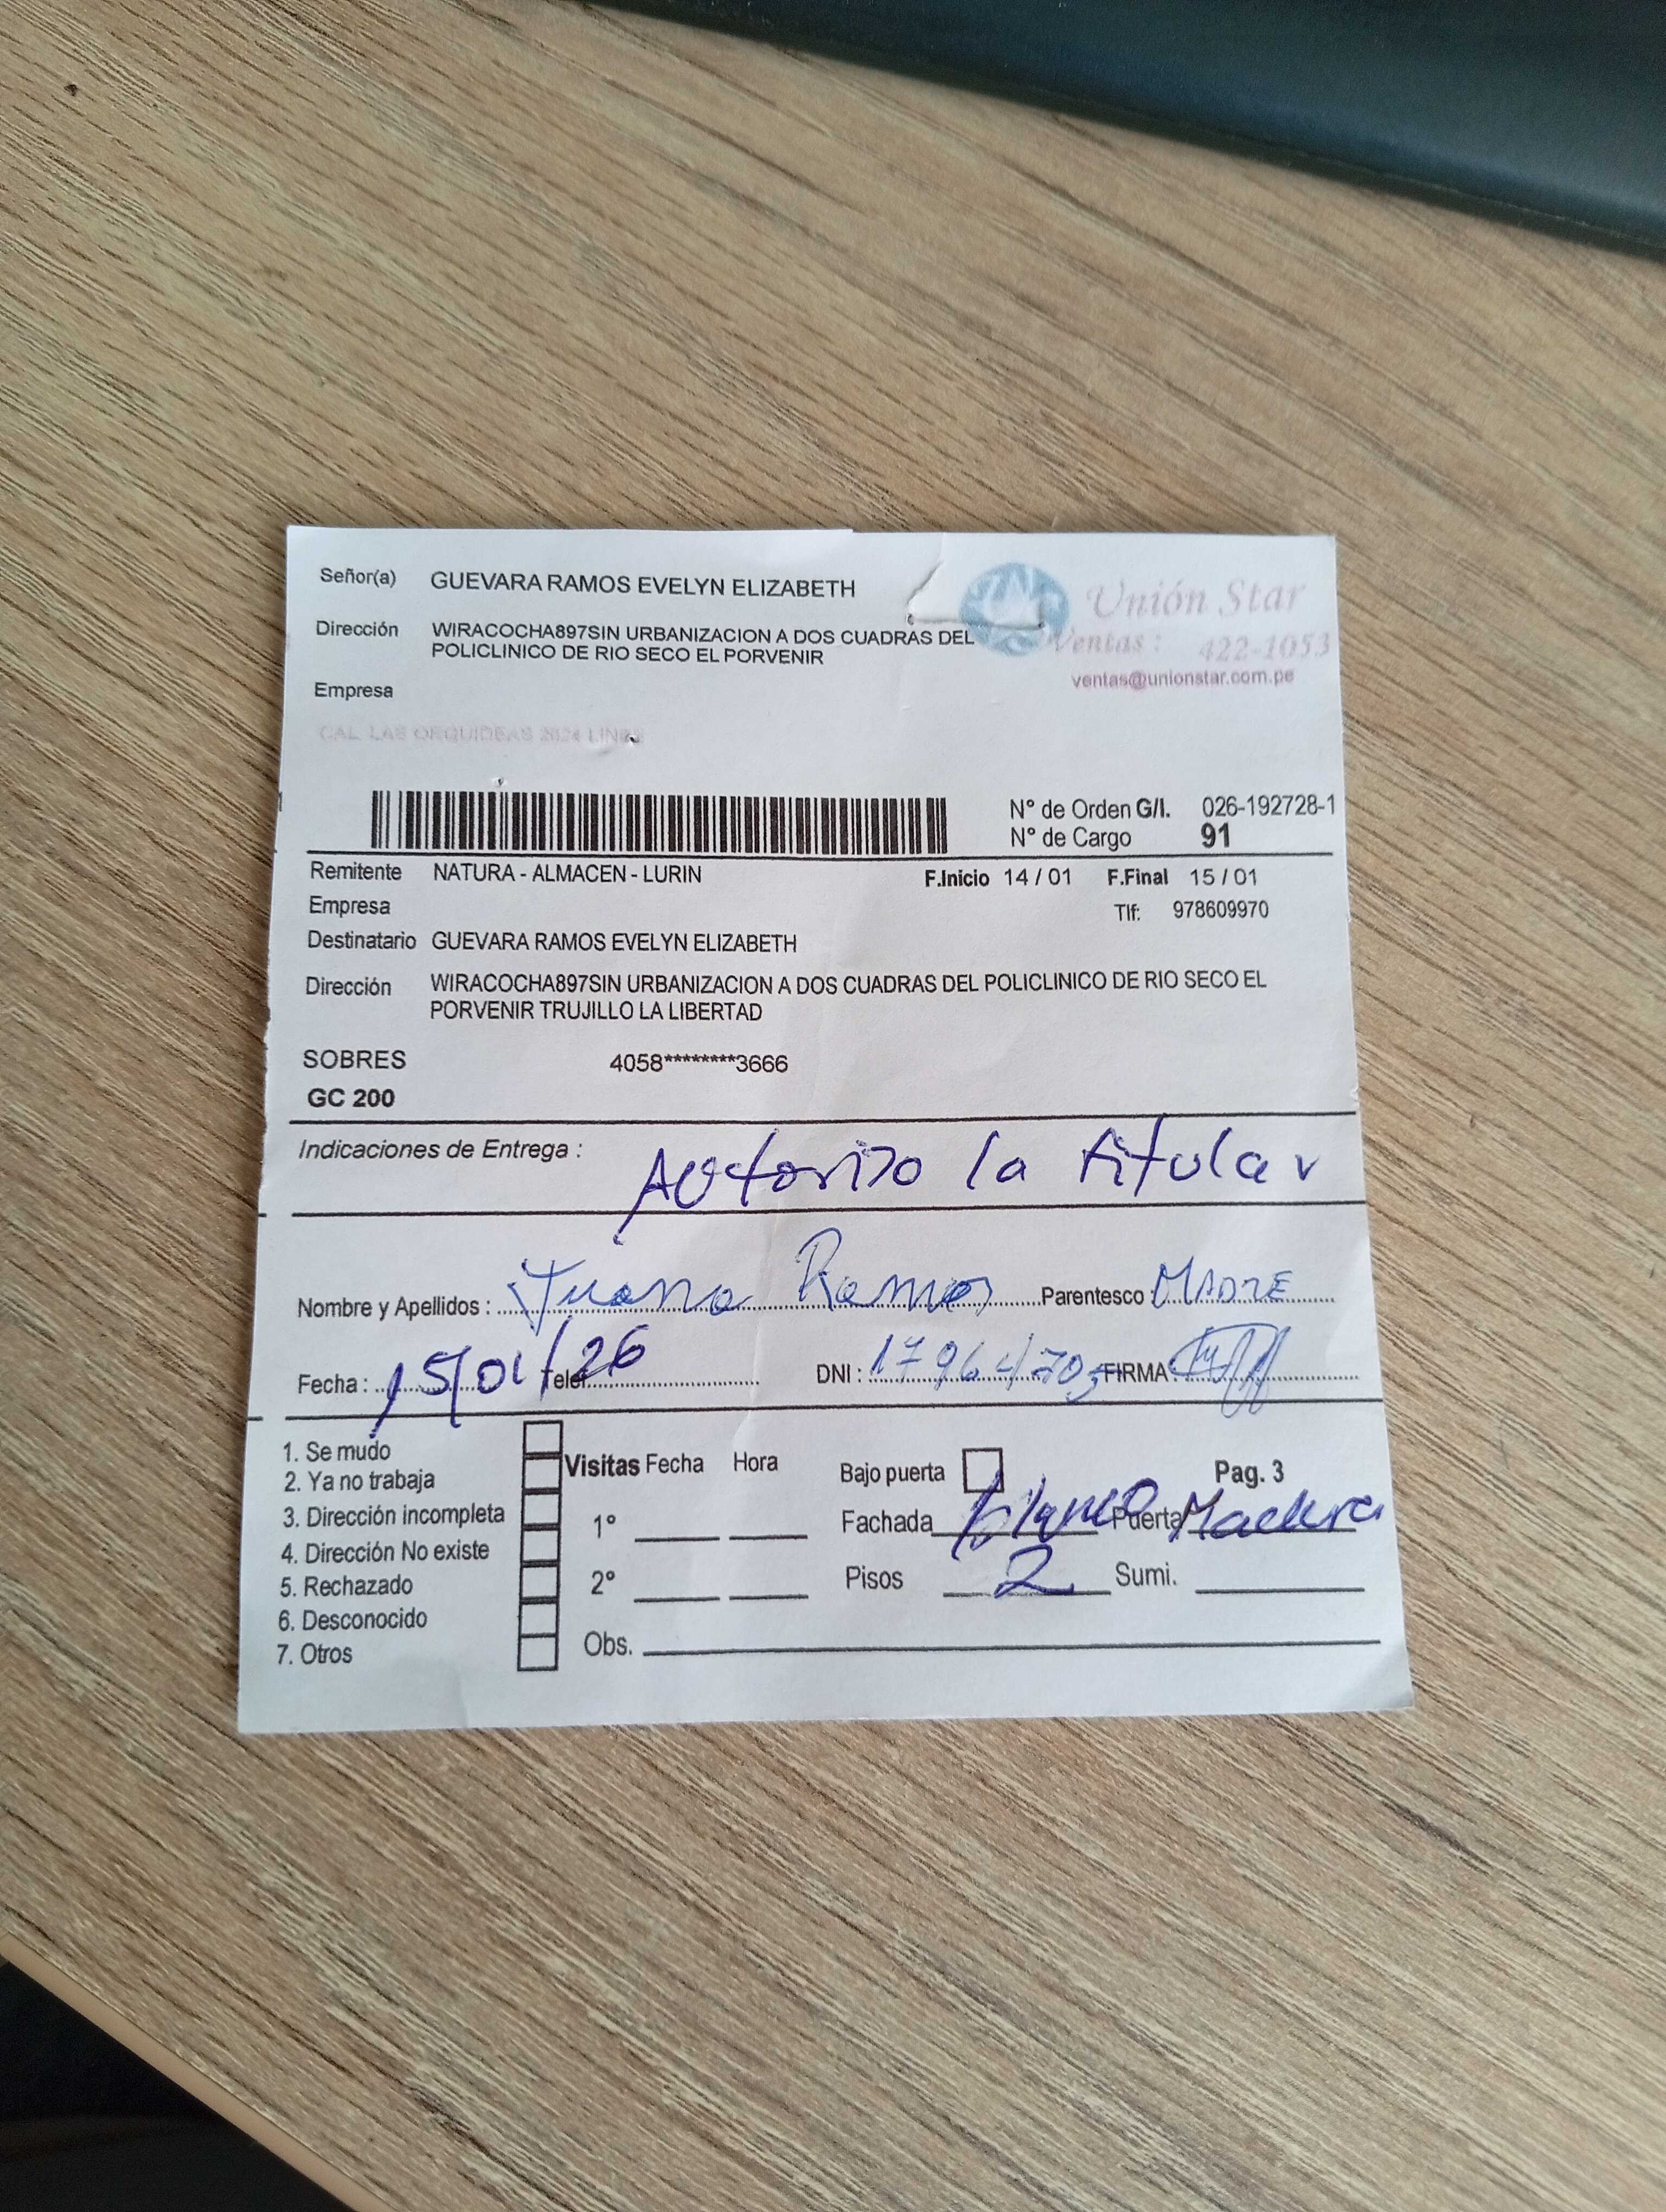 Señor(a) GUEVARA RAMOS EVELYN ELIZABETH
Unión Star
Dirección WIRACOCHA897SIN URBANIZACION A DOS CUADRAS DEL
POLICLINICO DE RIO SECO EL PORVENIR
Ventas : 422-1053
ventas@unionstar.com.pe
Empresa
CAL LAS ORQUIDEAS
N° de Orden G/I. 026-192728-1
N° de Cargo 91
Remitente NATURA - ALMACEN - LURIN F.Inicio 14 / 01 F.Final 15 / 01
Empresa Tlf: 978609970
Destinatario GUEVARA RAMOS EVELYN ELIZABETH
Dirección WIRACOCHA897SIN URBANIZACION A DOS CUADRAS DEL POLICLINICO DE RIO SECO EL
PORVENIR TRUJILLO LA LIBERTAD
SOBRES 4058********3666
GC 200
Indicaciones de Entrega : Autorizo la titular
Nombre y Apellidos : Juana Ramos Parentesco : MADRE
Fecha : 15/01/26 Telef. DNI : FIRMA :
1. Se mudo
2. Ya no trabaja
3. Dirección incompleta
4. Dirección No existe
5. Rechazado
6. Desconocido
7. Otros
Visitas Fecha Hora
1°
2°
Obs.
Bajo puerta Pag. 3
Fachada blanco Puerta Madera
Pisos 2 Sumi.